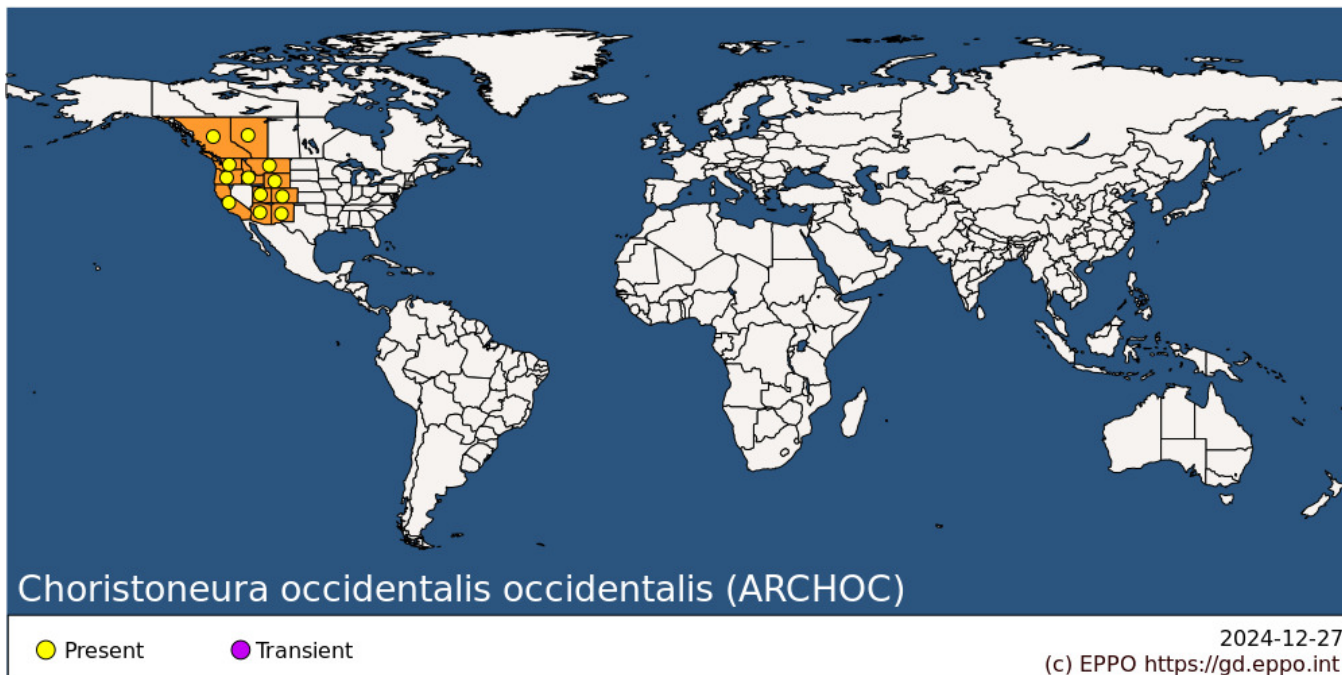 Choristoneura occidentalis occidentalis (ARCHOC)
Present
Transient
2024-12-27
(c) EPPO https://gd.eppo.int